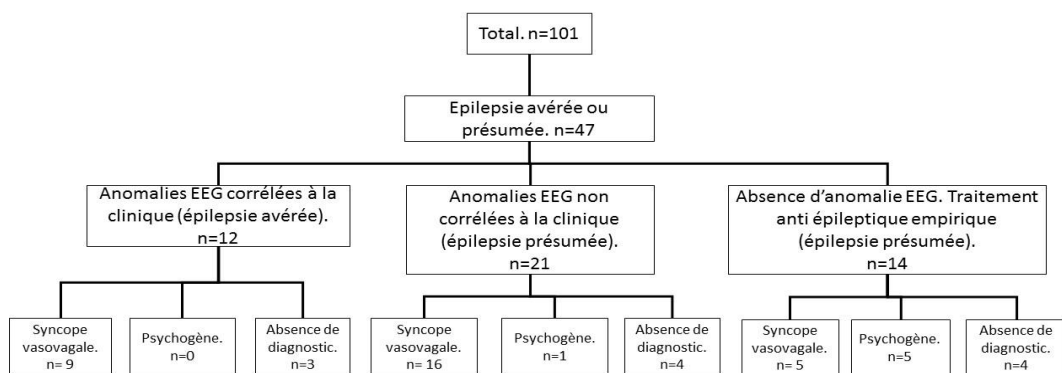 Total. n=101
Epilepsie avérée ou
présumée. n=47
Anomalies EEG corrélées à la
clinique (épilepsie avérée).
n=12
Anomalies EEG non
corrélées à la clinique
(épilepsie présumée).
n=21
Absence d'anomalie EEG. Traitement
anti épileptique empirique
(épilepsie présumée).
n=14
Syncope
vasovagale.
n= 9
Psychogène.
n=0
Absence de
diagnostic.
n=3
Syncope
vasovagale.
n= 16
Psychogène.
n=1
Absence de
diagnostic.
n=4
Syncope
vasovagale.
n= 5
Psychogène.
n=5
Absence de
diagnostic.
n=4